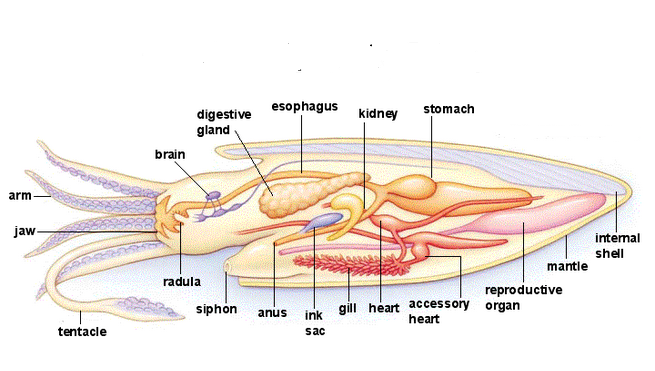 esophagus
digestive
gland
kidney
stomach
brain
arm
jaw
radula
siphon
anus
ink
sac
gill
heart
accessory
heart
reproductive
organ
mantle
internal
shell
tentacle